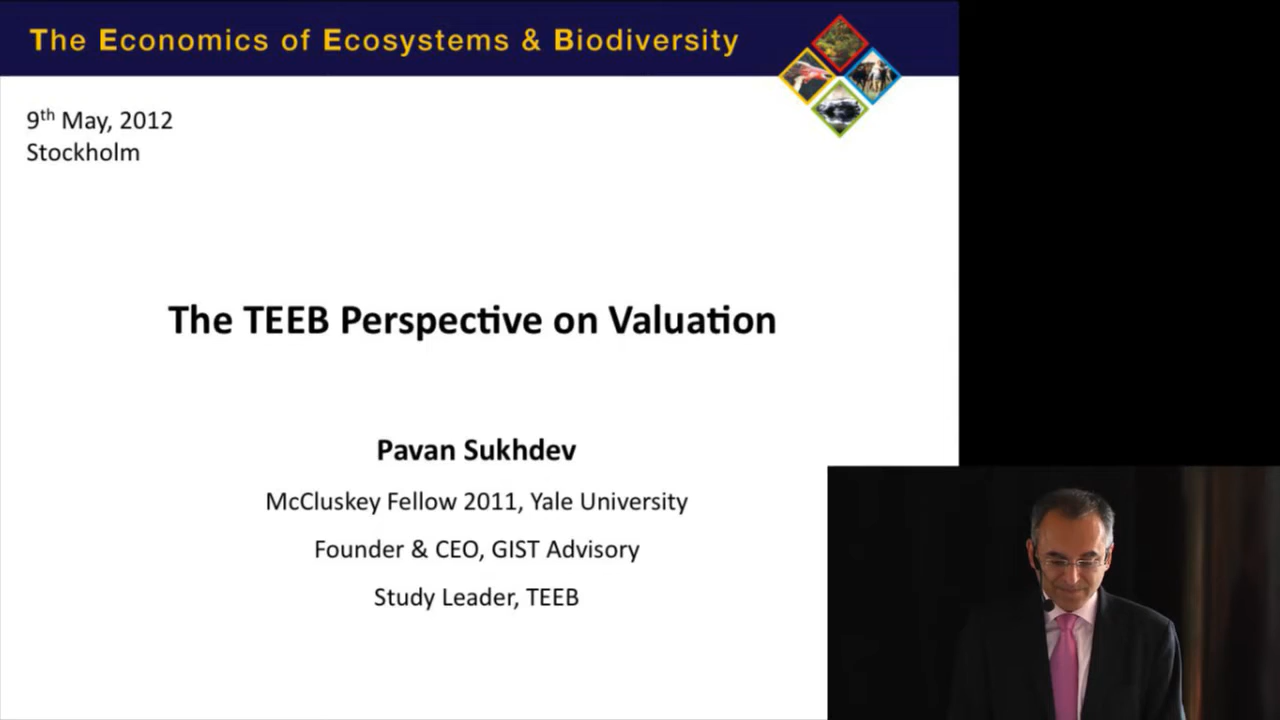 The Economics of Ecosystems & Biodiversity
9th May, 2012
Stockholm
The TEEB Perspective on Valuation
Pavan Sukhdev
McCluskey Fellow 2011, Yale University
Founder & CEO, GIST Advisory
Study Leader, TEEB